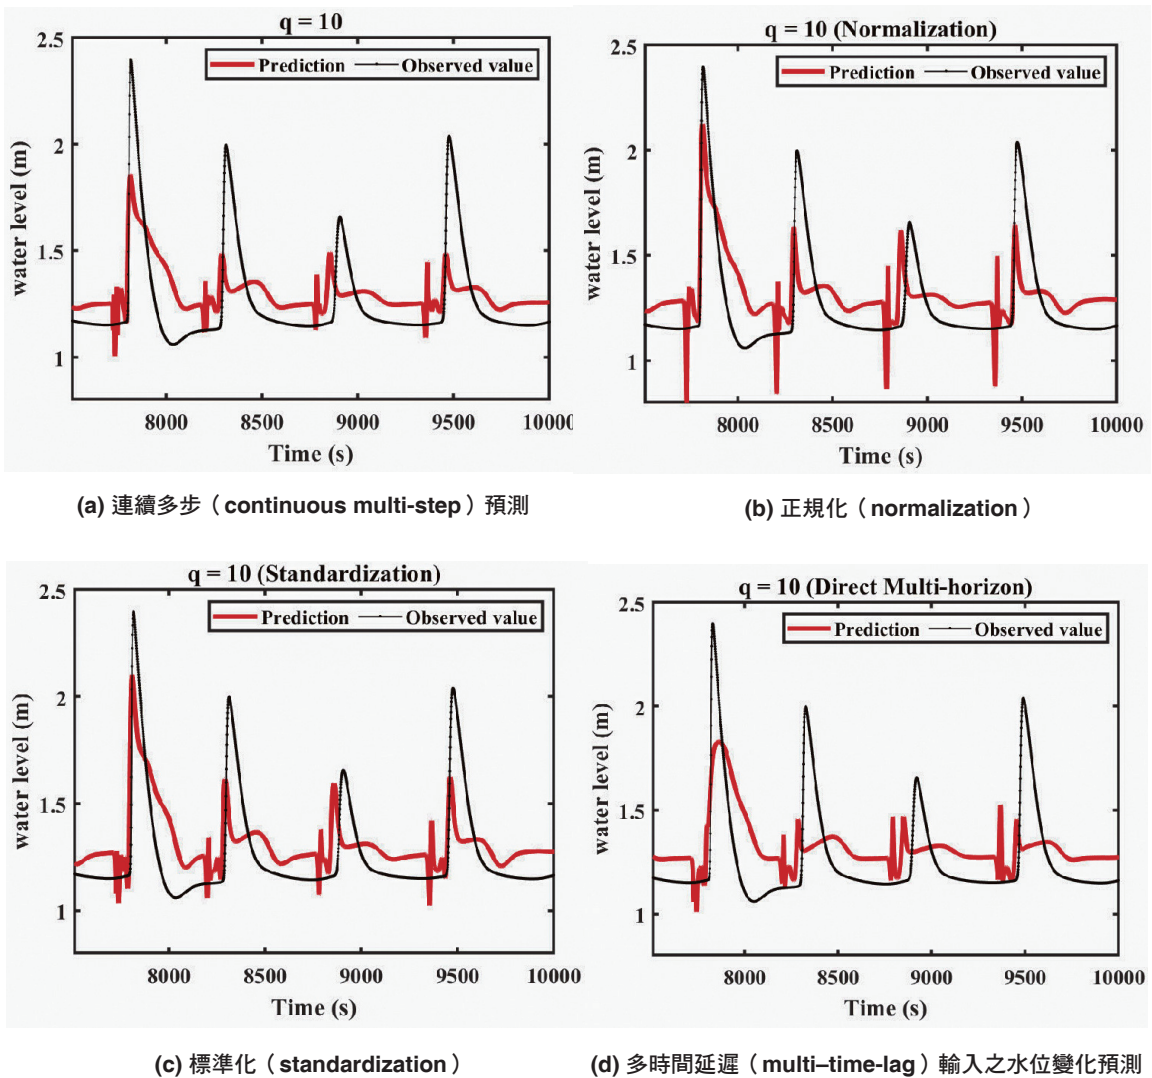 q = 10
Prediction
Observed value
water level (m)
2.5
2
1.5
1
8000 8500 9000 9500 10000
Time (s)
(a) 連續多步（continuous multi-step）預測
q = 10 (Normalization)
Prediction
Observed value
water level (m)
2.5
2
1.5
1
8000 8500 9000 9500 10000
Time (s)
(b) 正規化（normalization）
q = 10 (Standardization)
Prediction
Observed value
water level (m)
2.5
2
1.5
1
8000 8500 9000 9500 10000
Time (s)
(c) 標準化（standardization）
q = 10 (Direct Multi-horizon)
Prediction
Observed value
water level (m)
2.5
2
1.5
1
8000 8500 9000 9500 10000
Time (s)
(d) 多時間延遲（multi–time-lag）輸入之水位變化預測